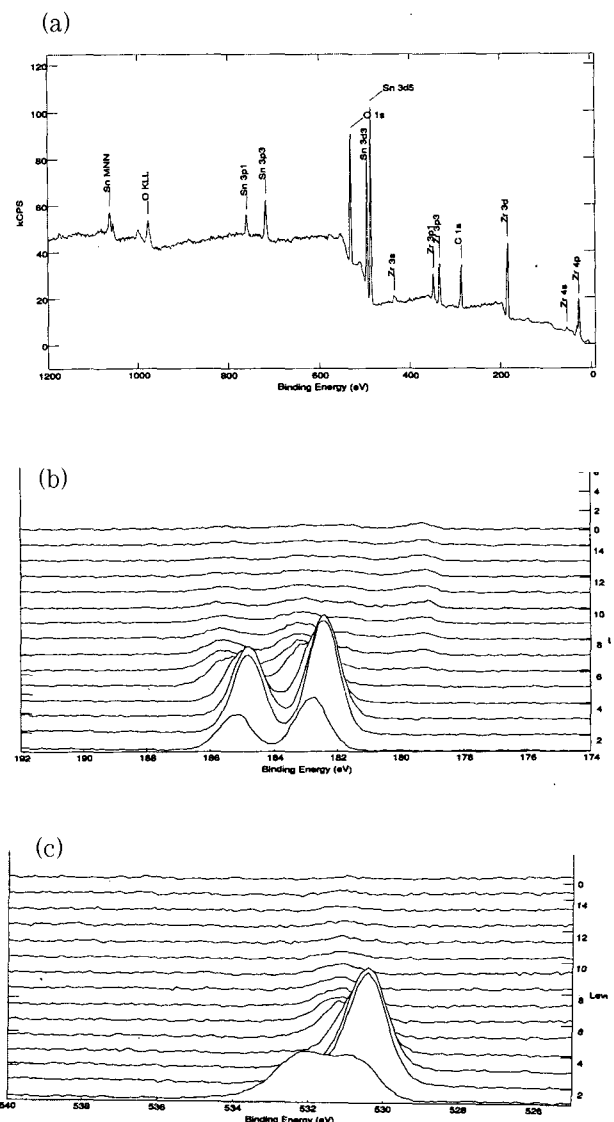 (a)
120
100
80
60
40
20
0
kCPS
Sn MNN
O KLL
Sn 3p1
Sn 3p3
O 1s
Sn 3d3
Sn 3d5
Zr 3s
Zr 3p1
Zr 3p3
C 1s
Zr 3d
Zr 4s
Zr 4p
1200 1000 800 600 400 200 0
Binding Energy (eV)
(b)
4
2
0
14
12
10
8
6
4
2
192 190 188 186 184 182 180 178 176 174
Binding Energy (eV)
(c)
0
14
12
10
8
6
4
2
Leve
540 538 536 534 532 530 528 526
Binding Energy (eV)